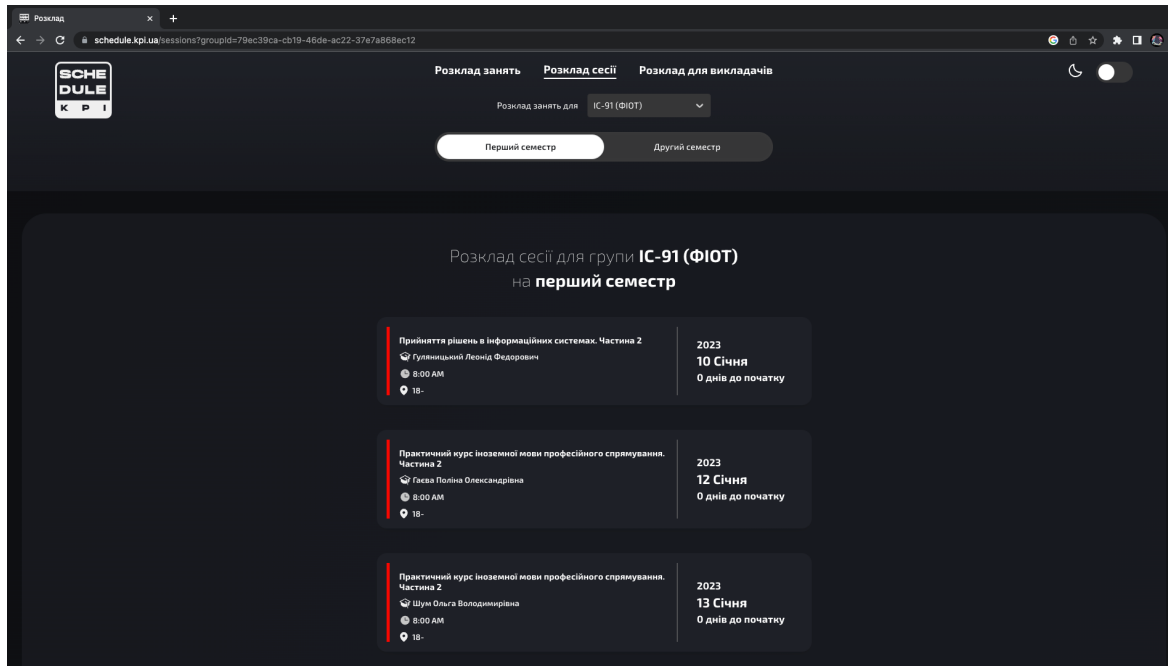 Розклад
schedule.kpi.ua/sessions?groupId=79ec39ca-cb19-46de-ac22-37e7a868ec12
SCHE
DULE
KPI
Розклад занять Розклад сесії Розклад для викладачів
Розклад занять для ІС-91 (ФІОТ)
Перший семестр Другий семестр
Розклад сесії для групи ІС-91 (ФІОТ)
на перший семестр
Прийняття рішень в інформаційних системах. Частина 2
Гуляницький Леонід Федорович
8:00 AM
18-
2023
10 Січня
0 днів до початку
Практичний курс іноземної мови професійного спрямування.
Частина 2
Гаєва Поліна Олександрівна
8:00 AM
18-
2023
12 Січня
0 днів до початку
Практичний курс іноземної мови професійного спрямування.
Частина 2
Шум Ольга Володимирівна
8:00 AM
18-
2023
13 Січня
0 днів до початку